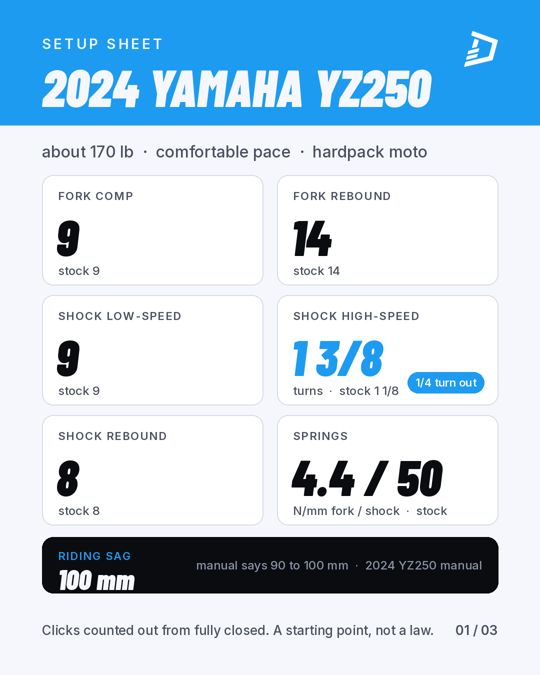 SETUP SHEET
2024 YAMAHA YZ250
about 170 lb · comfortable pace · hardpack moto
FORK COMP
9
stock 9
FORK REBOUND
14
stock 14
SHOCK LOW-SPEED
9
stock 9
SHOCK HIGH-SPEED
1 3/8
turns · stock 1 1/8
1/4 turn out
SHOCK REBOUND
8
stock 8
SPRINGS
4.4 / 50
N/mm fork / shock · stock
RIDING SAG
100 mm
manual says 90 to 100 mm · 2024 YZ250 manual
Clicks counted out from fully closed. A starting point, not a law.
01 / 03